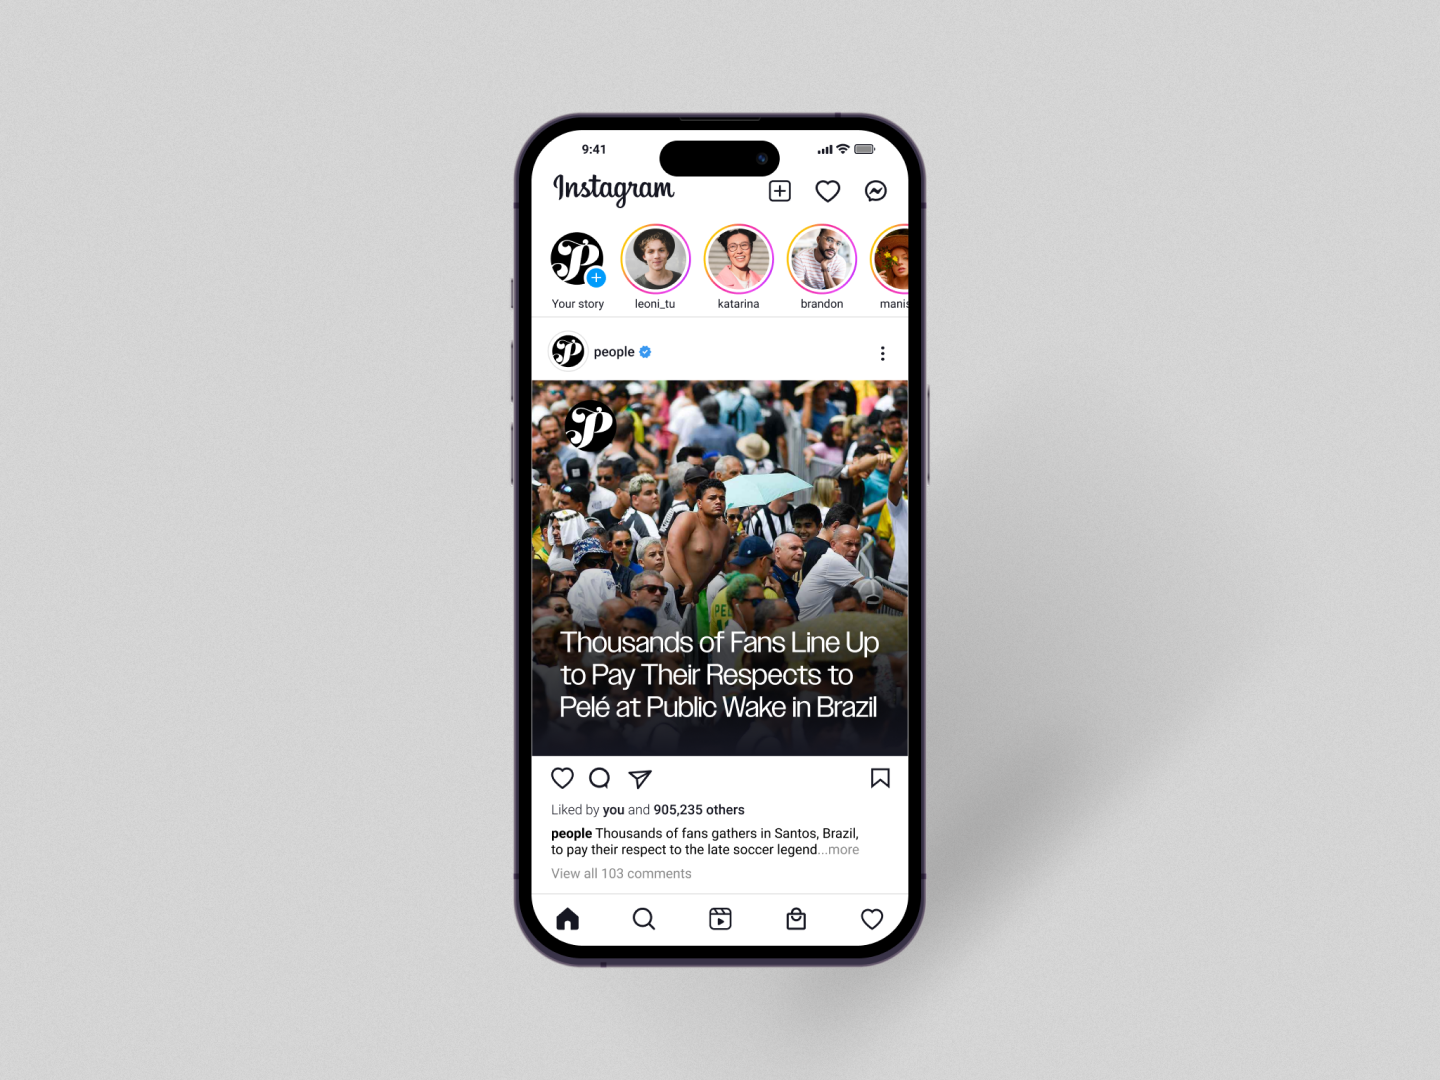 9:41
Instagram
Your story
leoni_tu
katarina
brandon
manis
people
Thousands of Fans Line Up
to Pay Their Respects to
Pelé at Public Wake in Brazil
Liked by you and 905,235 others
people Thousands of fans gathers in Santos, Brazil,
to pay their respect to the late soccer legend...more
View all 103 comments